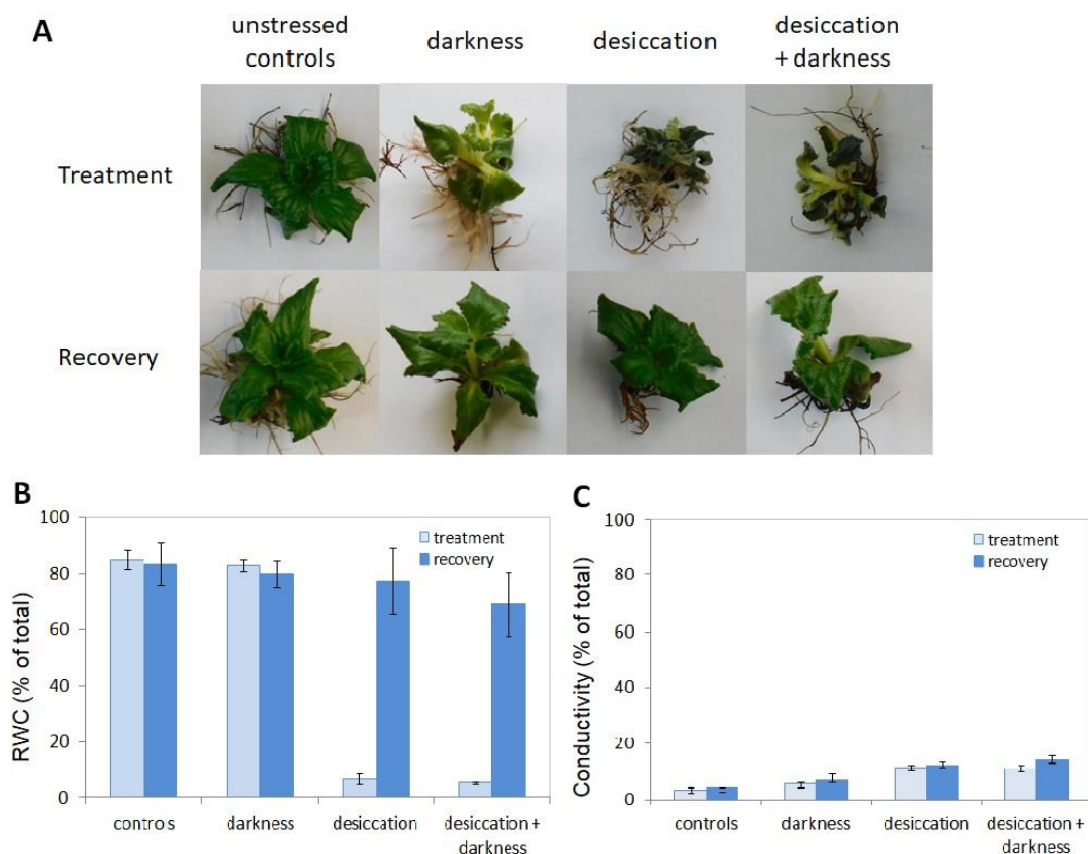 A
unstressed
controls
darkness
desiccation
desiccation
+ darkness
Treatment
Recovery
B
100
80
60
40
20
0
RWC (% of total)
treatment
recovery
controls
darkness
desiccation
desiccation +
darkness
C
100
80
60
40
20
0
Conductivity (% of total)
treatment
recovery
controls
darkness
desiccation
desiccation +
darkness